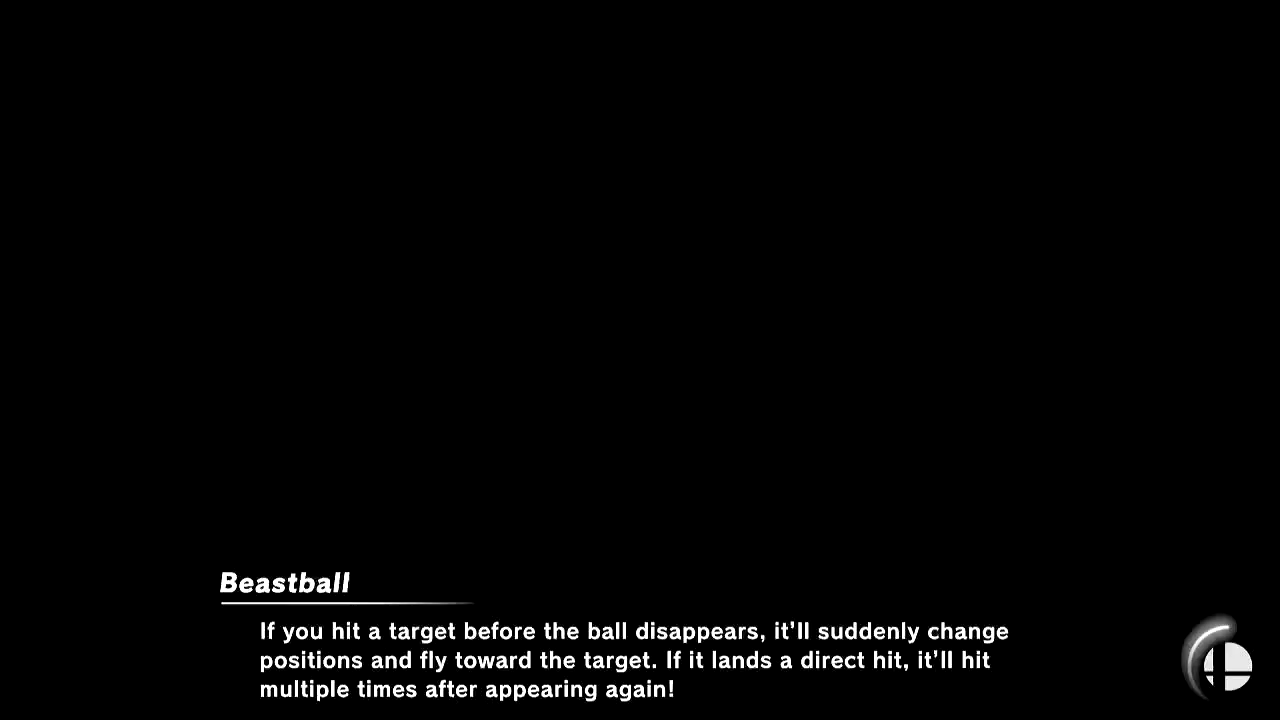 Beastball
If you hit a target before the ball disappears, it’ll suddenly change
positions and fly toward the target. If it lands a direct hit, it’ll hit
multiple times after appearing again!